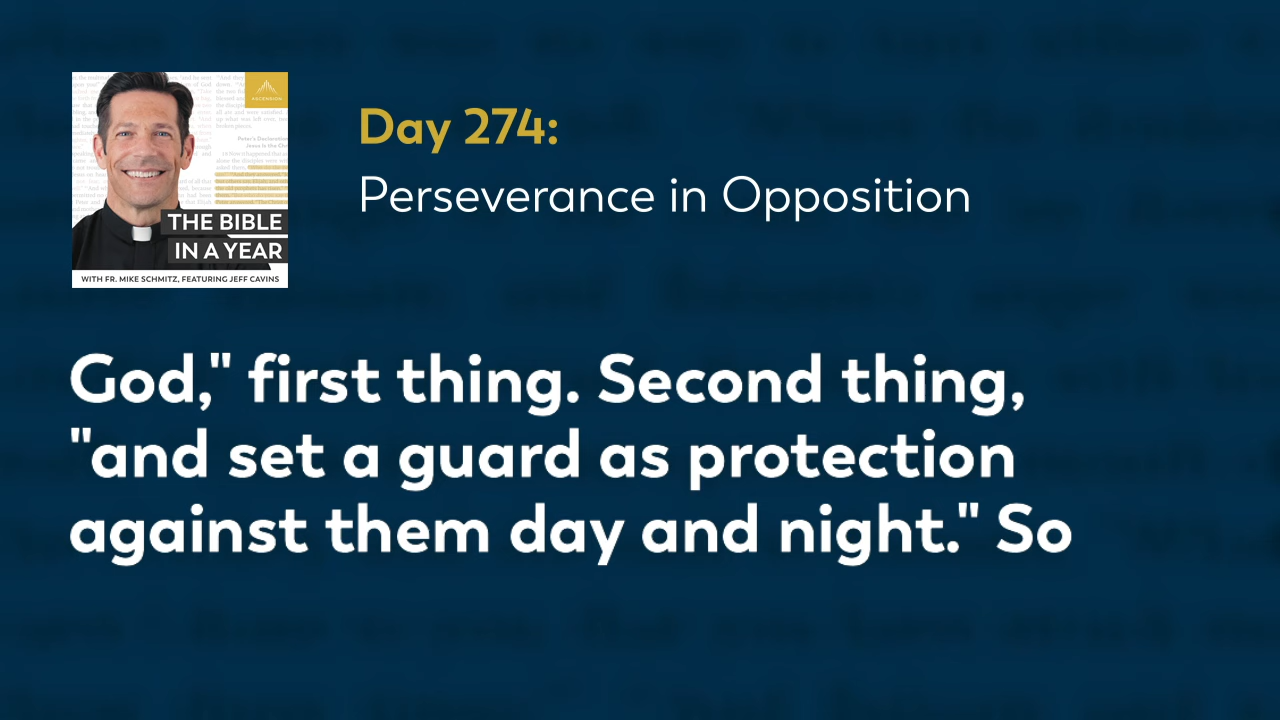 ASCENSION
THE BIBLE
IN A YEAR
WITH FR. MIKE SCHMITZ, FEATURING JEFF CAVINS
Day 274:
Perseverance in Opposition
God," first thing. Second thing,
"and set a guard as protection
against them day and night." So